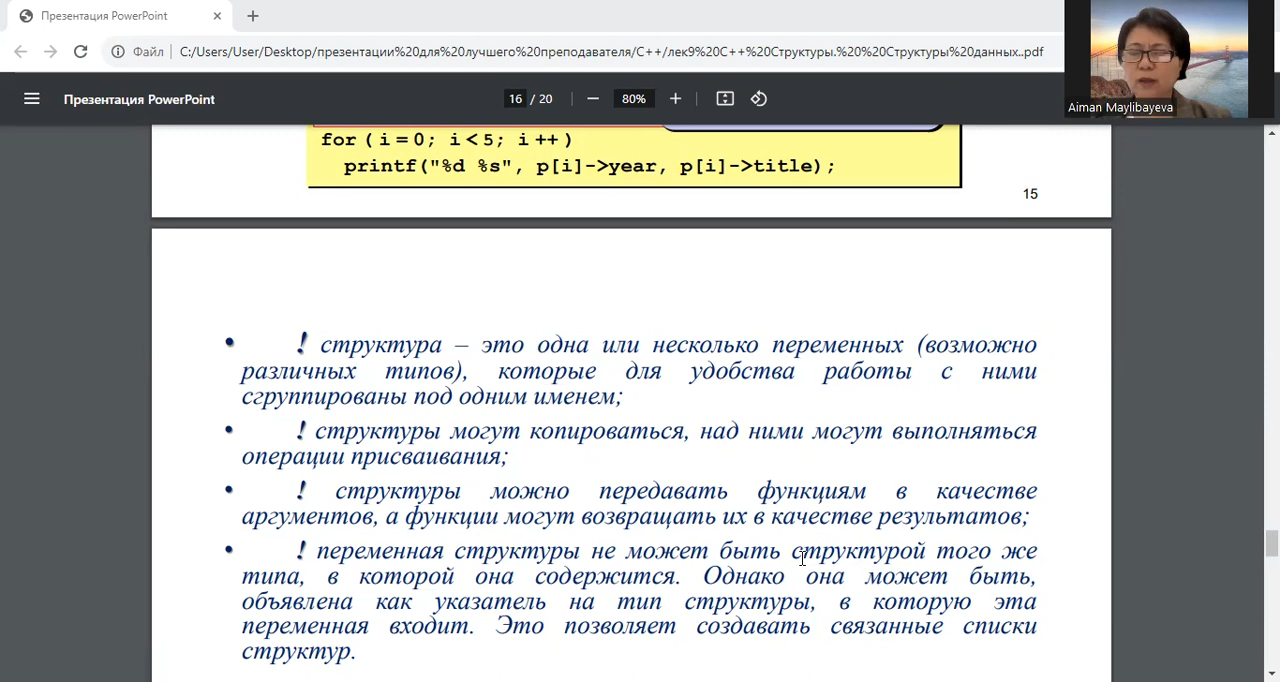 Презентация PowerPoint
Файл
C:/Users/User/Desktop/презентации%20для%20лучшего%20преподавателя/C++/лек9%20C++%20Структуры.%20%20Структуры%20данных..pdf
Aiman Maylibayeva
Презентация PowerPoint
16 / 20
80%
for ( i = 0; i < 5; i ++ )
printf("%d %s", p[i]->year, p[i]->title);
15
• ! структура – это одна или несколько переменных (возможно
различных типов), которые для удобства работы с ними
сгруппированы под одним именем;
• ! структуры могут копироваться, над ними могут выполняться
операции присваивания;
• ! структуры можно передавать функциям в качестве
аргументов, а функции могут возвращать их в качестве результатов;
• ! переменная структуры не может быть структурой того же
типа, в которой она содержится. Однако она может быть,
объявлена как указатель на тип структуры, в которую эта
переменная входит. Это позволяет создавать связанные списки
структур.